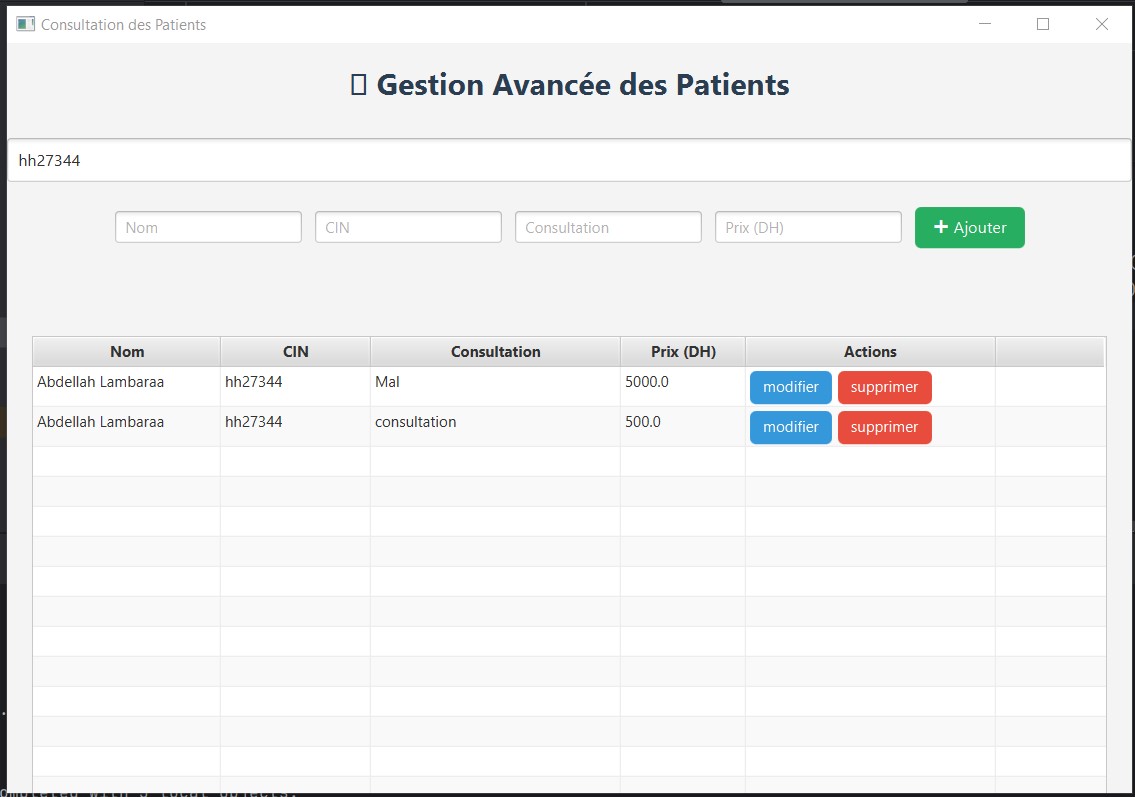 Consultation des Patients
Gestion Avancée des Patients
hh27344
Nom CIN Consultation Prix (DH) + Ajouter
Nom CIN Consultation Prix (DH) Actions
Abdellah Lambaraa hh27344 Mal 5000.0 modifier supprimer
Abdellah Lambaraa hh27344 consultation 500.0 modifier supprimer